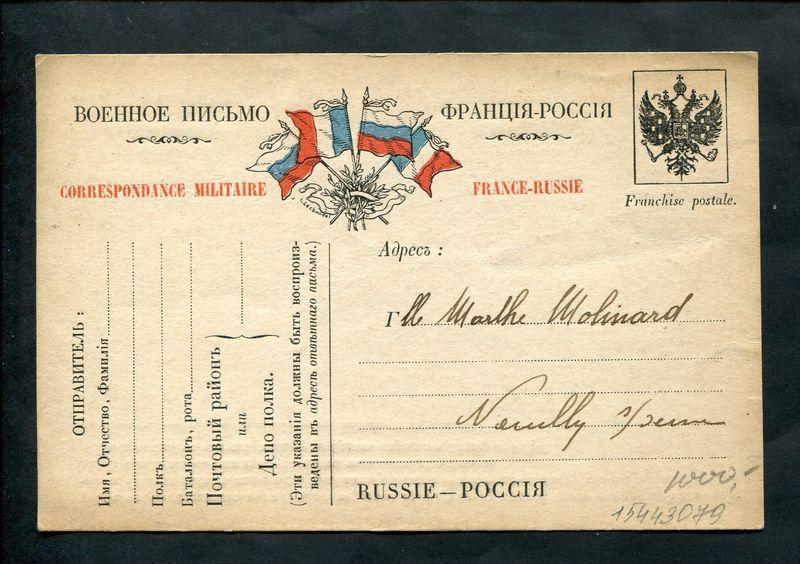 ВОЕННОЕ ПИСЬМО
ФРАНЦІЯ-РОССІЯ
CORRESPONDANCE MILITAIRE
FRANCE-RUSSIE
Franchise postale.
ОТПРАВИТЕЛЬ :
Имя, Отчество, Фамилія
Полкъ
Батальонъ, рота
Почтовый районъ
или
Депо полка.
(Эти указанія должны быть воспроиз-
ведены въ адресѣ отвѣтнаго письма.)
Адресъ :
Г Mlle Marthe Molinard
Neuilly s/Seine
RUSSIE—РОССІЯ
1000,-
15443079